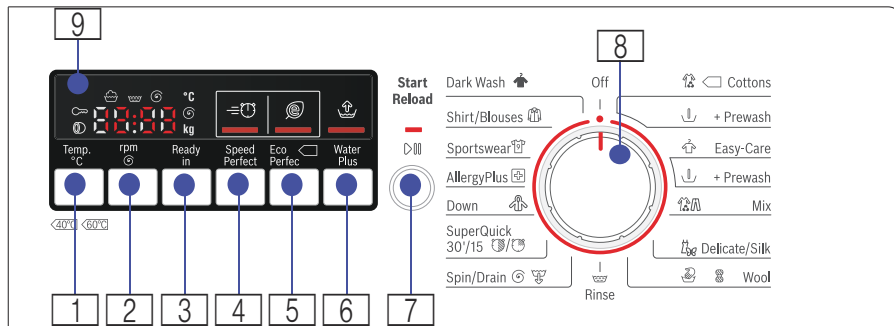 9
8
°C
kg
18:88
Temp.
°C
rpm
Ready
in
Speed
Perfect
Eco
Perfec
Water
Plus
40°C 60°C
Start
Reload
Off
Dark Wash
Shirt/Blouses
Sportswear
AllergyPlus
Down
SuperQuick
30'/15
Spin/Drain
Rinse
Cottons
+ Prewash
Easy-Care
+ Prewash
Mix
Delicate/Silk
Wool
1 2 3 4 5 6 7